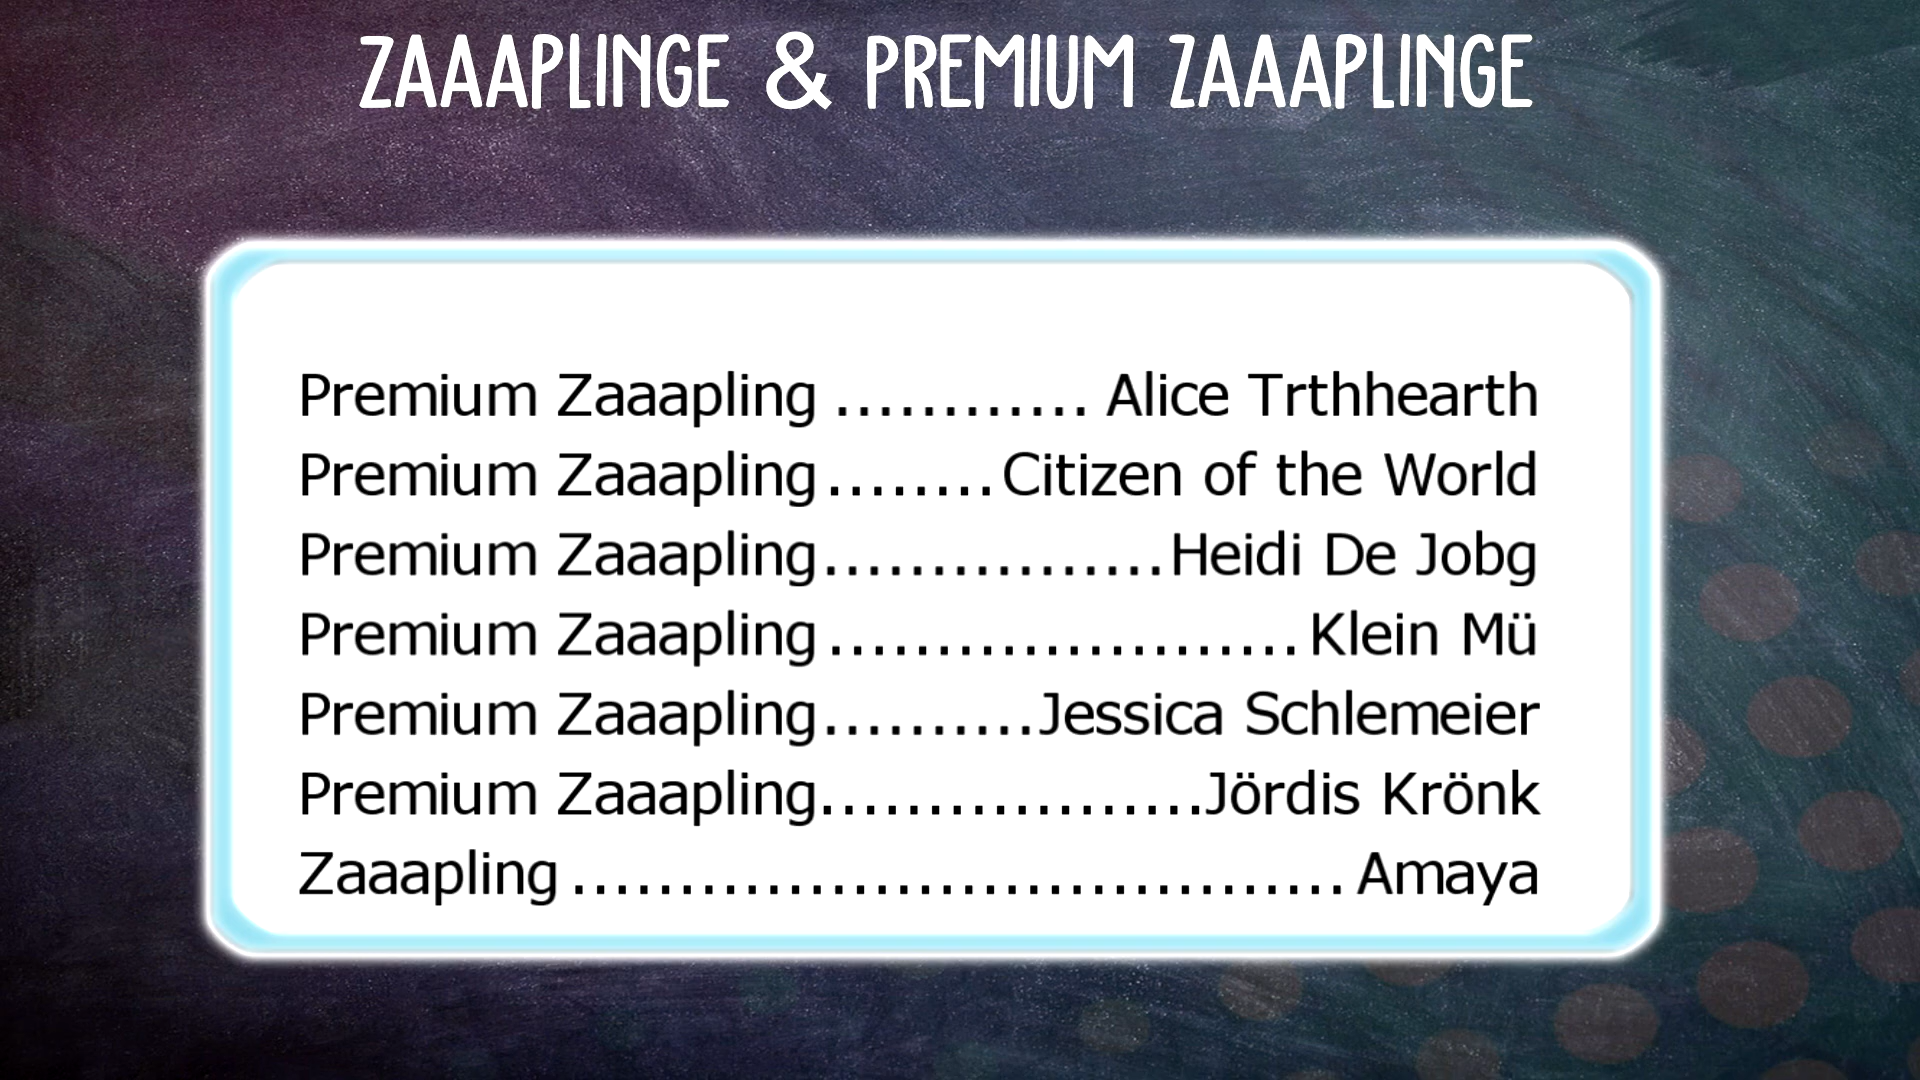 ZAAAPLINGE & PREMIUM ZAAAPLINGE
Premium Zaaapling ............ Alice Trthhearth
Premium Zaaapling ........ Citizen of the World
Premium Zaaapling ................ Heidi De Jobg
Premium Zaaapling ...................... Klein Mü
Premium Zaaapling .......... Jessica Schlemeier
Premium Zaaapling .................. Jördis Krönk
Zaaapling .................................... Amaya